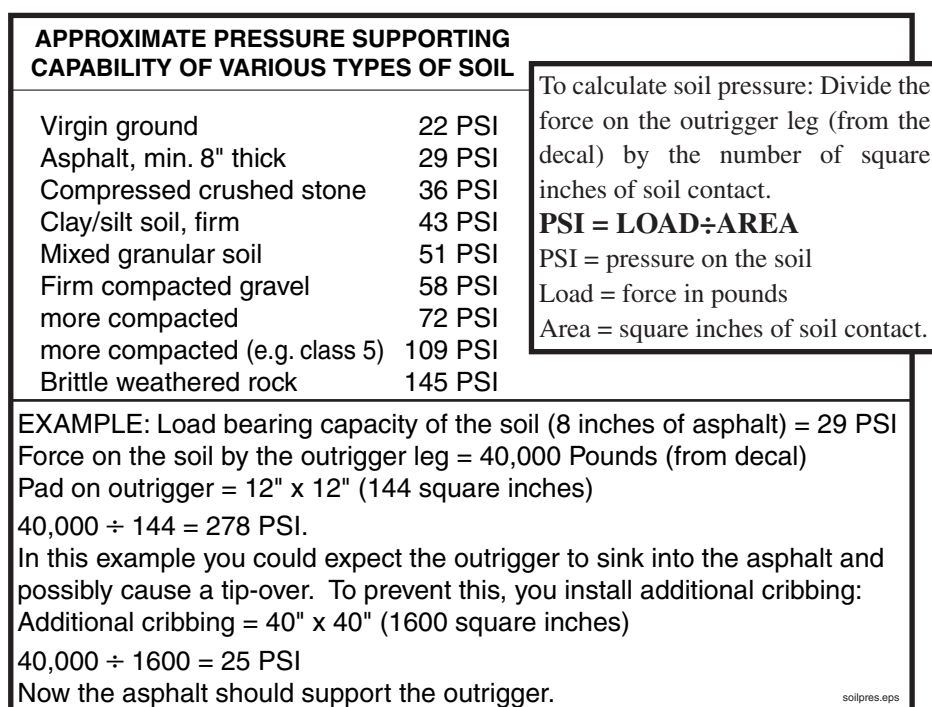 APPROXIMATE PRESSURE SUPPORTING
CAPABILITY OF VARIOUS TYPES OF SOIL
Virgin ground 22 PSI
Asphalt, min. 8" thick 29 PSI
Compressed crushed stone 36 PSI
Clay/silt soil, firm 43 PSI
Mixed granular soil 51 PSI
Firm compacted gravel 58 PSI
more compacted 72 PSI
more compacted (e.g. class 5) 109 PSI
Brittle weathered rock 145 PSI
To calculate soil pressure: Divide the
force on the outrigger leg (from the
decal) by the number of square
inches of soil contact.
PSI = LOAD÷AREA
PSI = pressure on the soil
Load = force in pounds
Area = square inches of soil contact.
EXAMPLE: Load bearing capacity of the soil (8 inches of asphalt) = 29 PSI
Force on the soil by the outrigger leg = 40,000 Pounds (from decal)
Pad on outrigger = 12" x 12" (144 square inches)
40,000 ÷ 144 = 278 PSI.
In this example you could expect the outrigger to sink into the asphalt and
possibly cause a tip-over. To prevent this, you install additional cribbing:
Additional cribbing = 40" x 40" (1600 square inches)
40,000 ÷ 1600 = 25 PSI
Now the asphalt should support the outrigger.
soilpres.eps